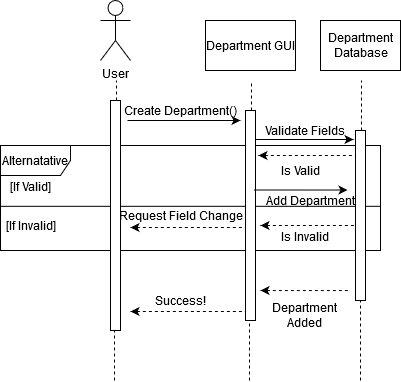 Department GUI
Department
Database
User
Create Department()
Validate Fields
Alternatative
Is Valid
[If Valid]
Add Department
Request Field Change
[If Invalid]
Is Invalid
Success!
Department
Added